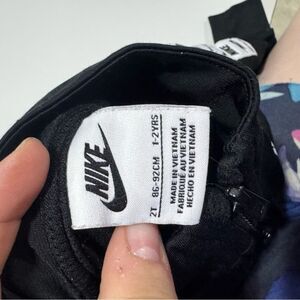 NIKE
2T 86-92CM 1-2YRS
MADE IN VIETNAM
FABRIQUÉ AU VIETNAM
HECHO EN VIETNAM